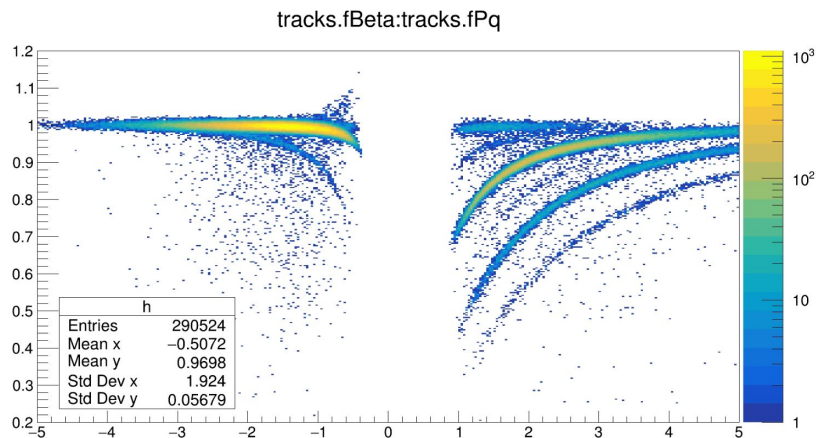 tracks.fBeta:tracks.fPq
1.2
1.1
1
0.9
0.8
0.7
0.6
0.5
0.4
0.3
0.2
h
Entries 290524
Mean x −0.5072
Mean y 0.9698
Std Dev x 1.924
Std Dev y 0.05679
−5 −4 −3 −2 −1 0 1 2 3 4 5
10³
10²
10
1